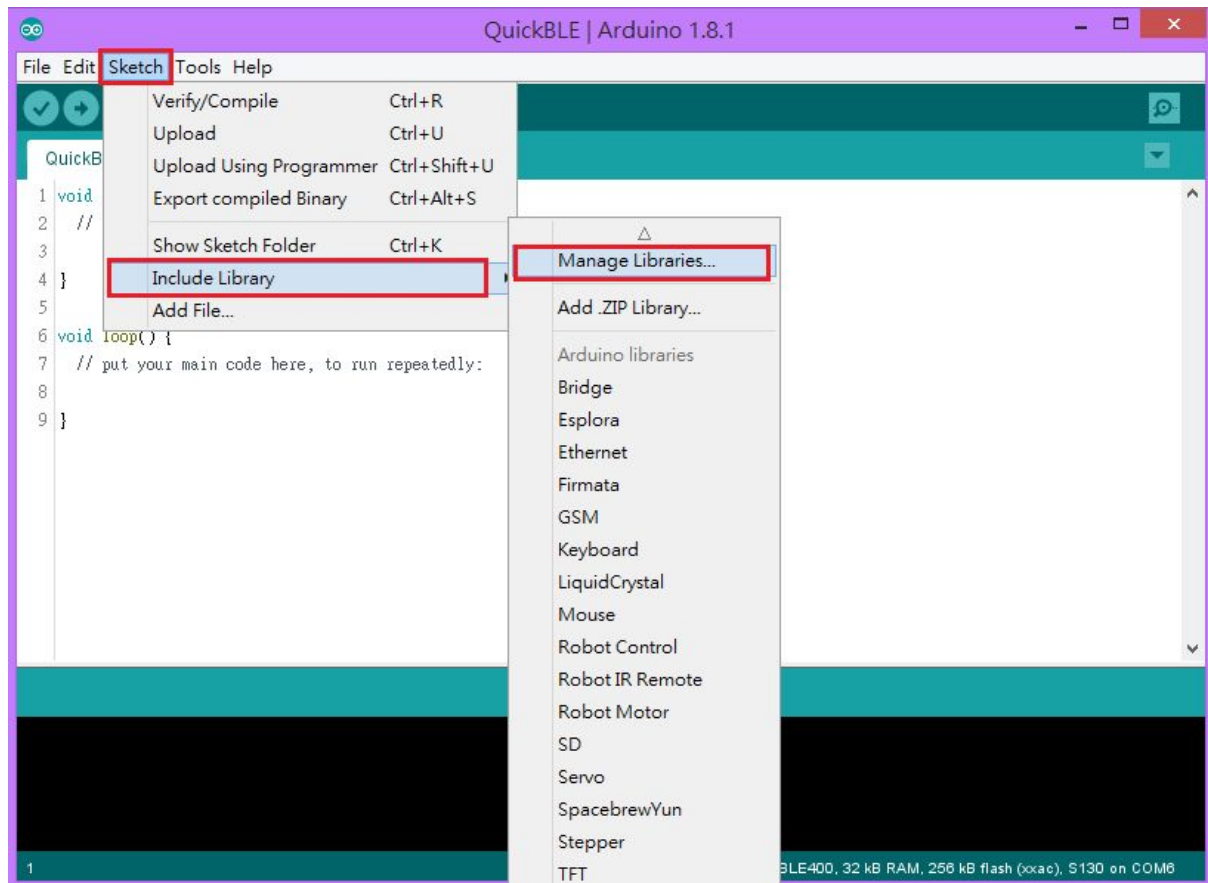 QuickBLE | Arduino 1.8.1
File Edit Sketch Tools Help
Verify/Compile Ctrl+R
Upload Ctrl+U
Upload Using Programmer Ctrl+Shift+U
Export compiled Binary Ctrl+Alt+S
Show Sketch Folder Ctrl+K
Include Library
Add File...
Manage Libraries...
Add .ZIP Library...
Arduino libraries
Bridge
Esplora
Ethernet
Firmata
GSM
Keyboard
LiquidCrystal
Mouse
Robot Control
Robot IR Remote
Robot Motor
SD
Servo
SpacebrewYun
Stepper
TFT
QuickB
1 void
2 //
3
4 }
5
6 void loop() {
7 // put your main code here, to run repeatedly:
8
9 }
1
BLE400, 32 kB RAM, 256 kB flash (xxac), S130 on COM6